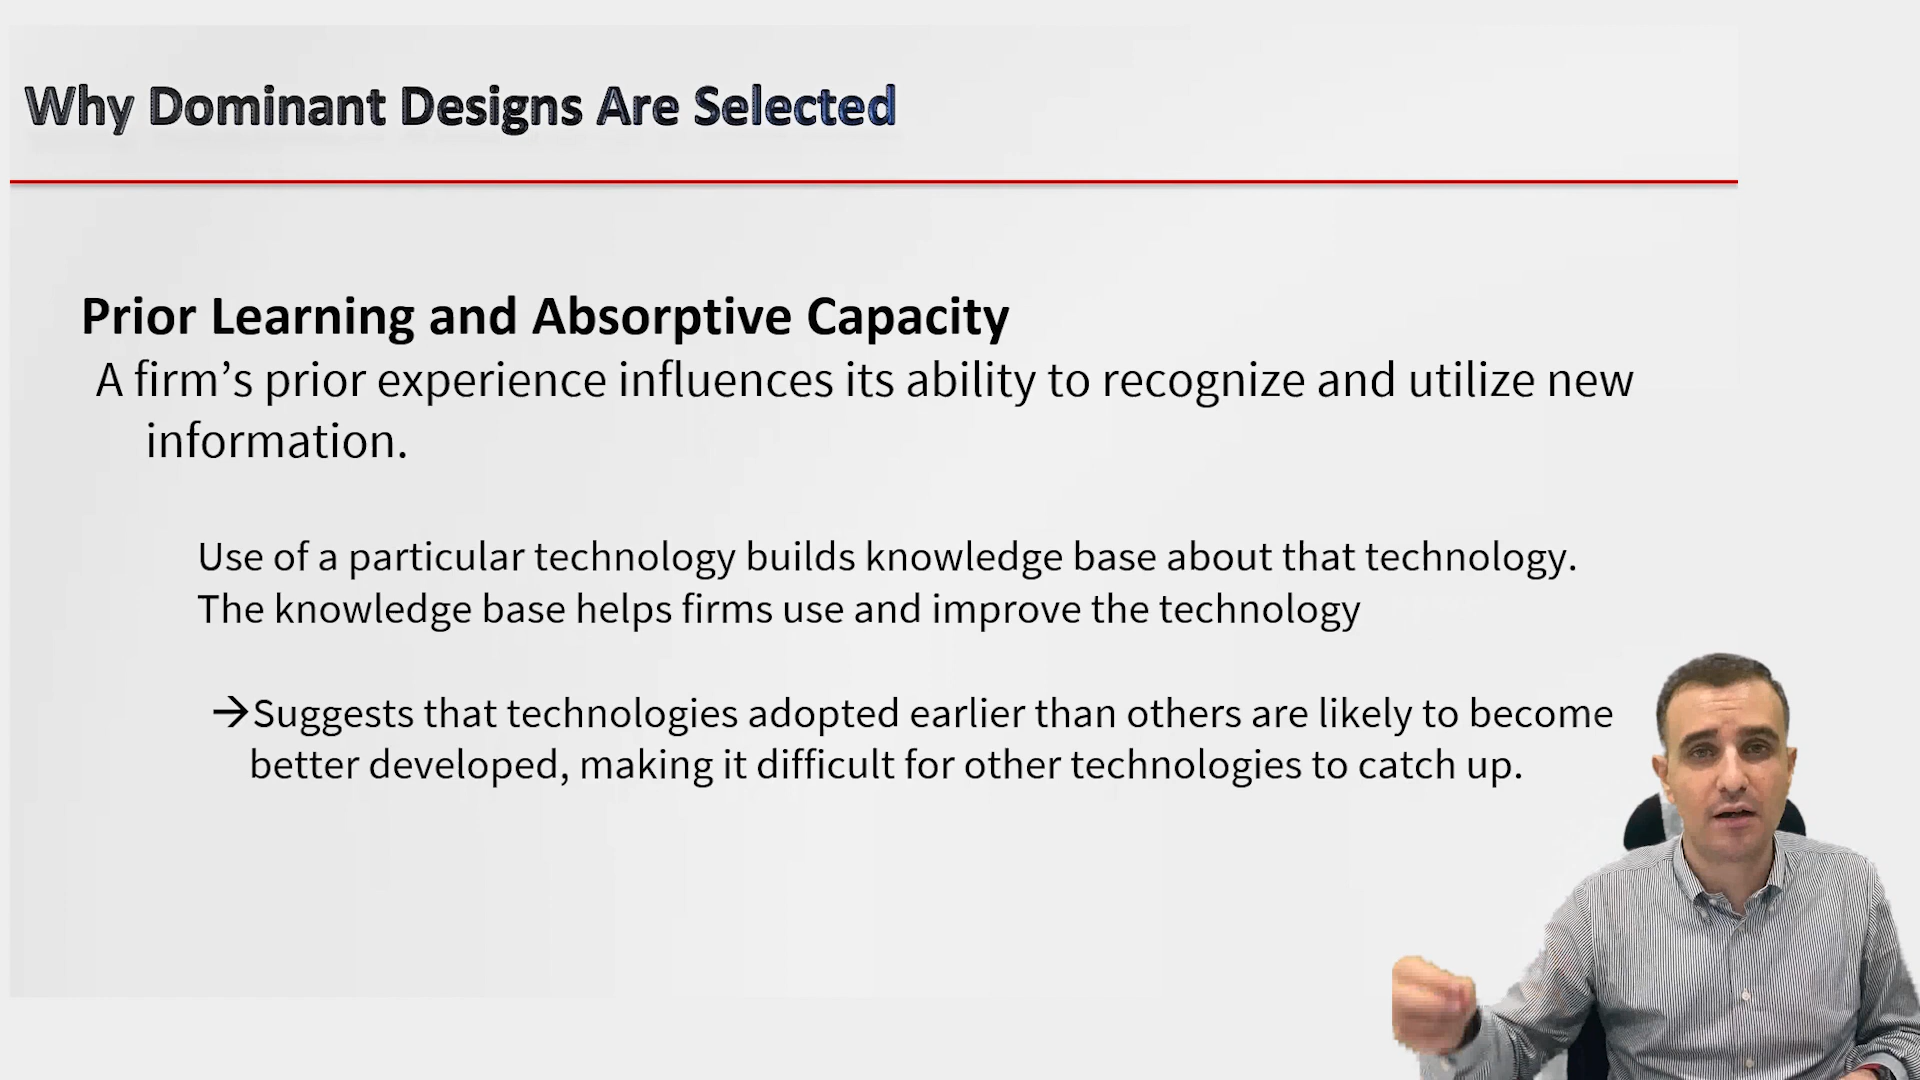 Why Dominant Designs Are Selected
Prior Learning and Absorptive Capacity
A firm’s prior experience influences its ability to recognize and utilize new
information.
Use of a particular technology builds knowledge base about that technology.
The knowledge base helps firms use and improve the technology
→Suggests that technologies adopted earlier than others are likely to become
better developed, making it difficult for other technologies to catch up.